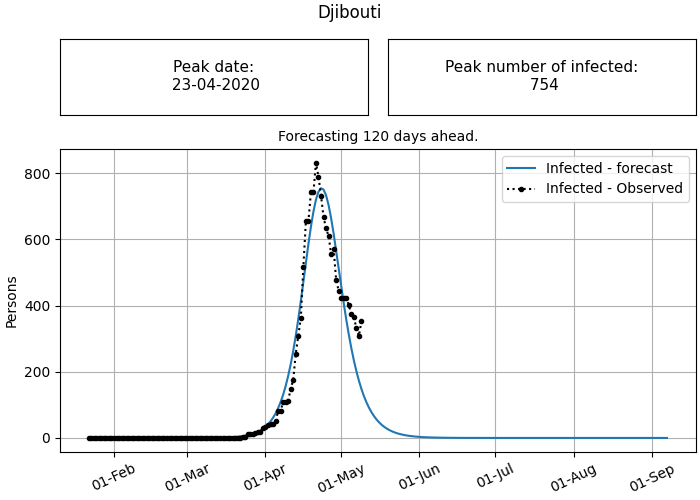 Djibouti
Peak date:
23-04-2020
Peak number of infected:
754
Forecasting 120 days ahead.
Infected - forecast
Infected - Observed
Persons
800
600
400
200
0
01-Feb
01-Mar
01-Apr
01-May
01-Jun
01-Jul
01-Aug
01-Sep